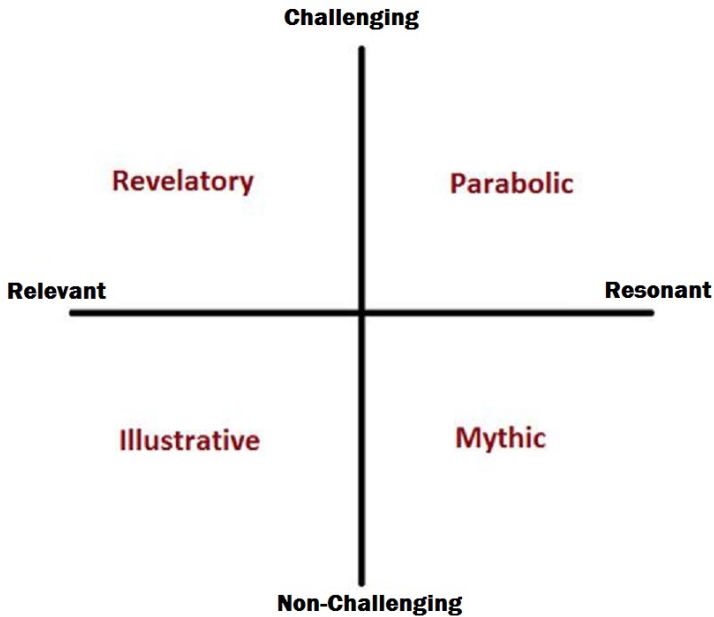 Challenging
Revelatory
Parabolic
Relevant
Resonant
Illustrative
Mythic
Non-Challenging